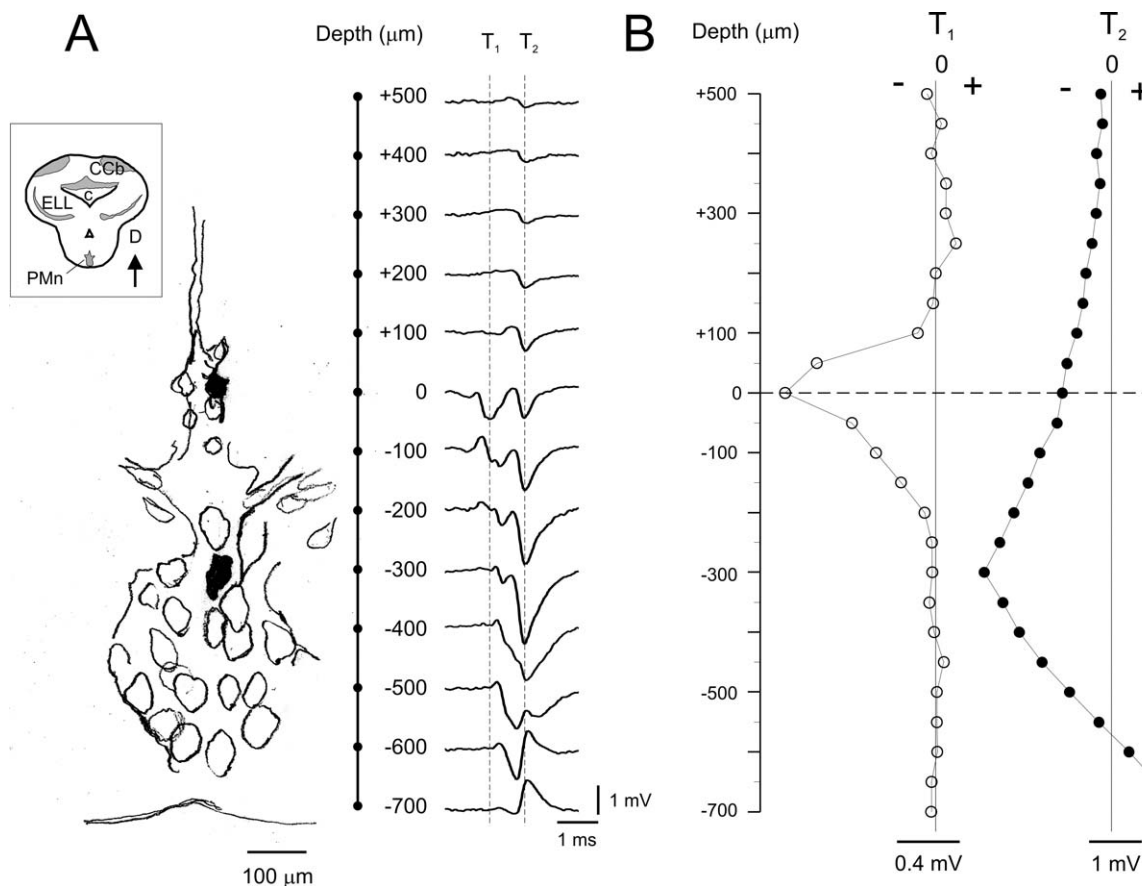 A
Depth (μm)
T1
T2
+500
+400
+300
+200
+100
0
-100
-200
-300
-400
-500
-600
-700
1 mV
1 ms
100 μm
CCb
c
ELL
D
PMn
B
Depth (μm)
T1
T2
0
0
- +
- +
+500
+300
+100
0
-100
-300
-500
-700
0.4 mV
1 mV